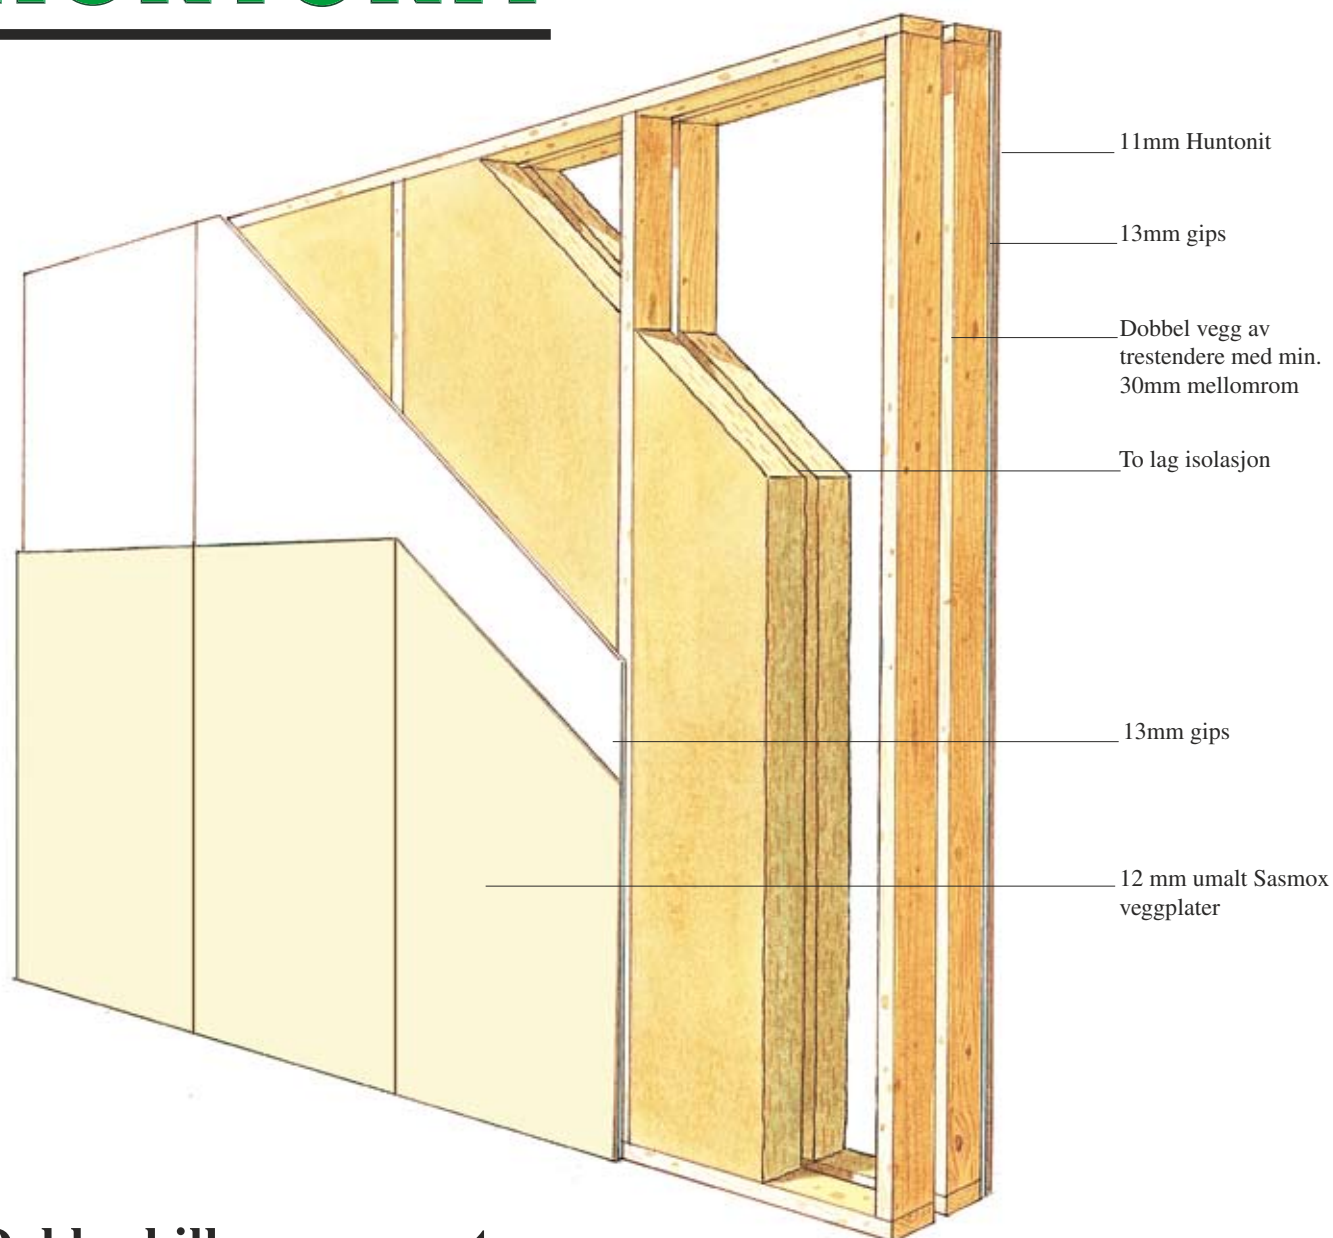 11mm Huntonit
13mm gips
Dobbel vegg av
trestendere med min.
30mm mellomrom
To lag isolasjon
13mm gips
12 mm umalt Sasmox
veggplater